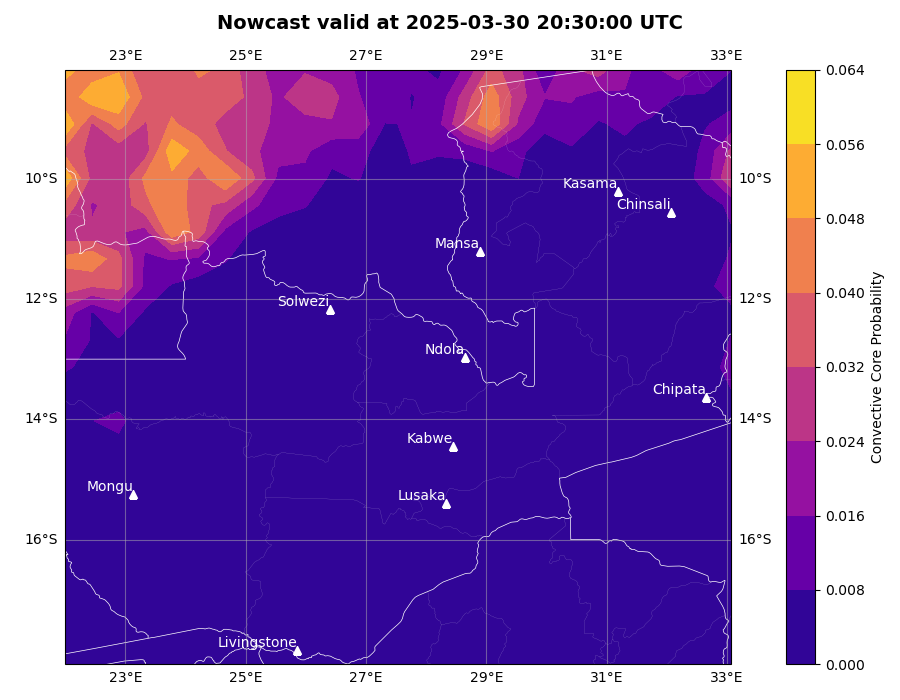 Nowcast valid at 2025-03-30 20:30:00 UTC
23°E 25°E 27°E 29°E 31°E 33°E
0.064
0.056
10°S 10°S
Kasama
Chinsali
0.048
Mansa
0.040
12°S 12°S
Solwezi
Ndola
0.032
Chipata
Convective Core Probability
14°S 14°S
0.024
Kabwe
Mongu
Lusaka
0.016
16°S 16°S
0.008
Livingstone
0.000
23°E 25°E 27°E 29°E 31°E 33°E